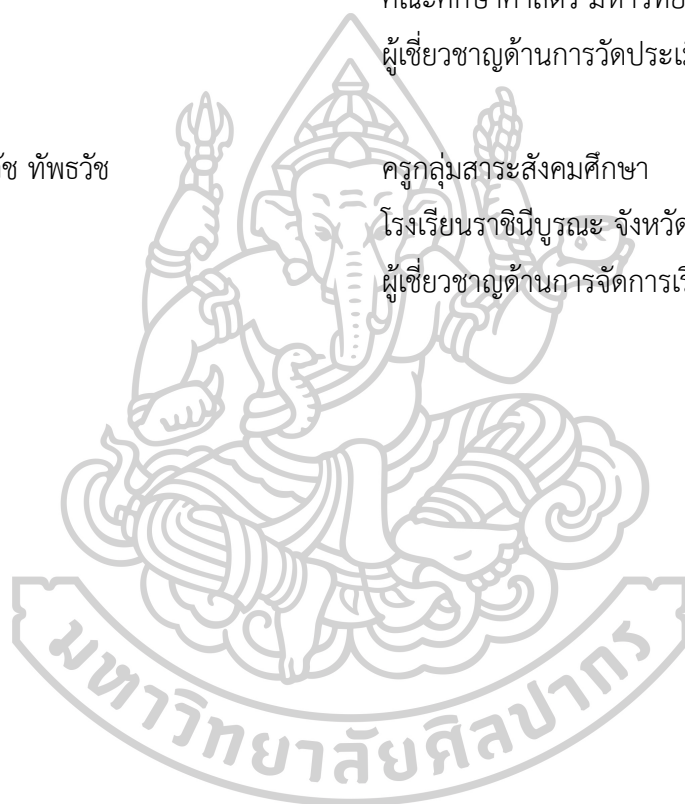 ผู้เชี่ยวชาญด้านการวัดประเ
ทัพธวัช
ครูกลุ่มสาระสังคมศึกษา
โรงเรียนราชินีบูรณะ จังหวัด
ผู้เชี่ยวชาญด้านการจัดการเรี
มหาวิทยาลัยศิลปากร